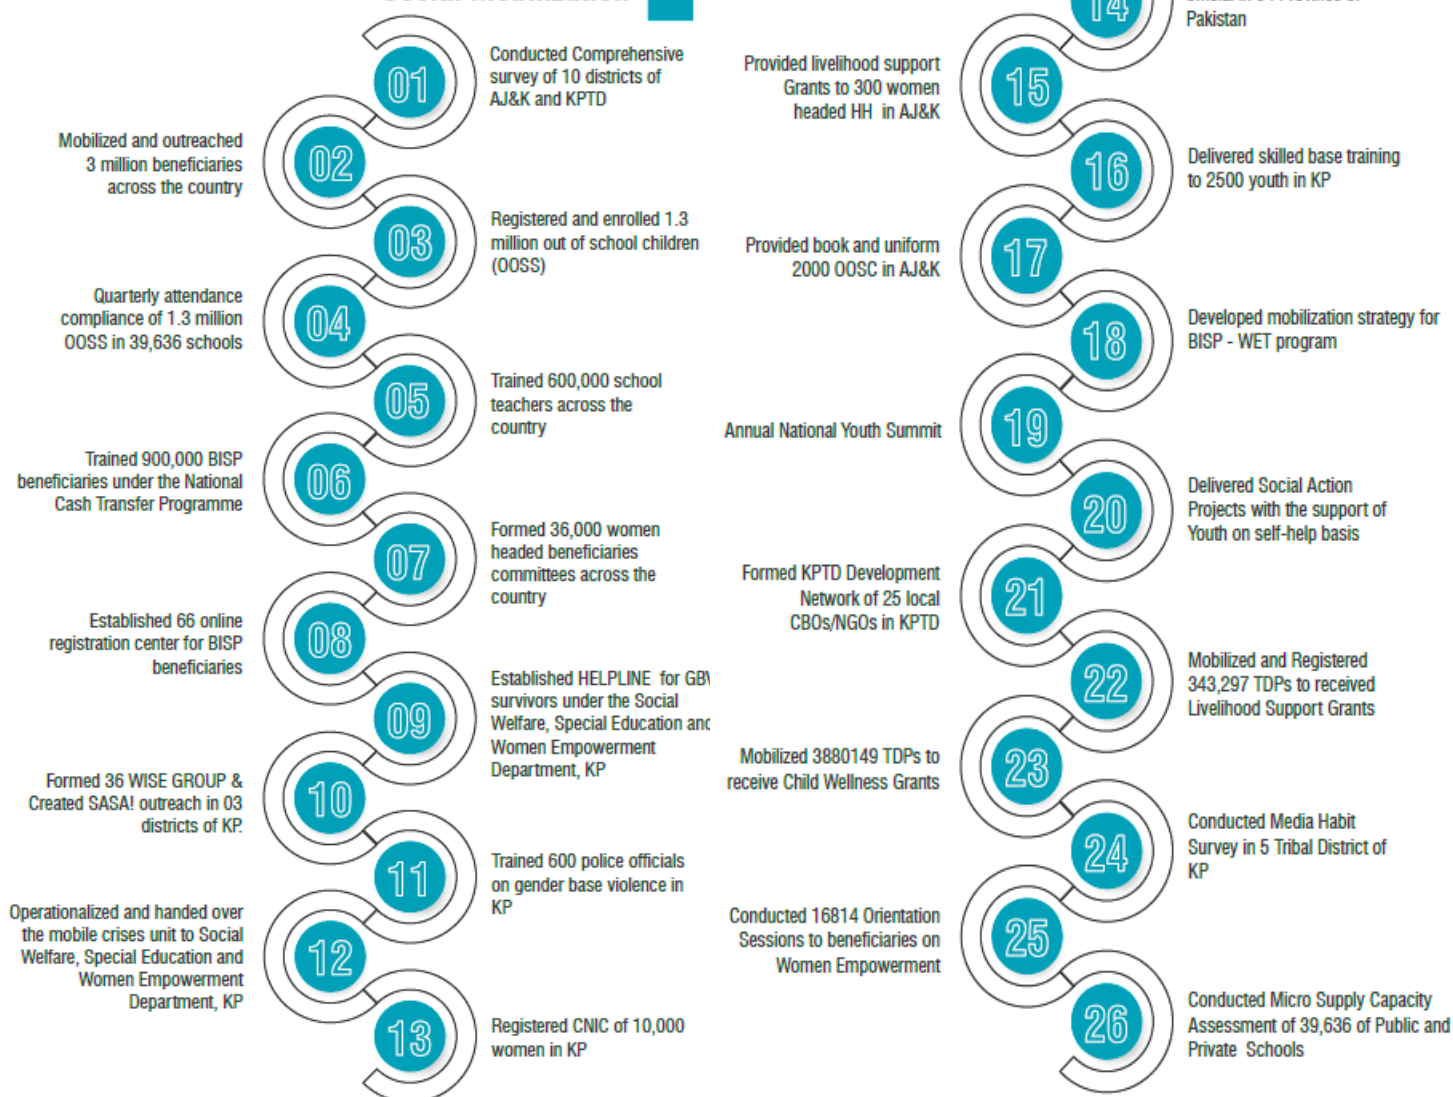 01
Conducted Comprehensive
survey of 10 districts of
AJ&K and KPTD
02
Mobilized and outreached
3 million beneficiaries
across the country
03
Registered and enrolled 1.3
million out of school children
(OOSS)
04
Quarterly attendance
compliance of 1.3 million
OOSS in 39,636 schools
05
Trained 600,000 school
teachers across the
country
06
Trained 900,000 BISP
beneficiaries under the National
Cash Transfer Programme
07
Formed 36,000 women
headed beneficiaries
committees across the
country
08
Established 66 online
registration center for BISP
beneficiaries
09
Established HELPLINE for GBV
survivors under the Social
Welfare, Special Education and
Women Empowerment
Department, KP
10
Formed 36 WISE GROUP &
Created SASA! outreach in 03
districts of KP.
11
Trained 600 police officials
on gender base violence in
KP
12
Operationalized and handed over
the mobile crises unit to Social
Welfare, Special Education and
Women Empowerment
Department, KP
13
Registered CNIC of 10,000
women in KP
14
Pakistan
15
Provided livelihood support
Grants to 300 women
headed HH in AJ&K
16
Delivered skilled base training
to 2500 youth in KP
17
Provided book and uniform
2000 OOSC in AJ&K
18
Developed mobilization strategy for
BISP - WET program
19
Annual National Youth Summit
20
Delivered Social Action
Projects with the support of
Youth on self-help basis
21
Formed KPTD Development
Network of 25 local
CBOs/NGOs in KPTD
22
Mobilized and Registered
343,297 TDPs to received
Livelihood Support Grants
23
Mobilized 3880149 TDPs to
receive Child Wellness Grants
24
Conducted Media Habit
Survey in 5 Tribal District of
KP
25
Conducted 16814 Orientation
Sessions to beneficiaries on
Women Empowerment
26
Conducted Micro Supply Capacity
Assessment of 39,636 of Public and
Private Schools